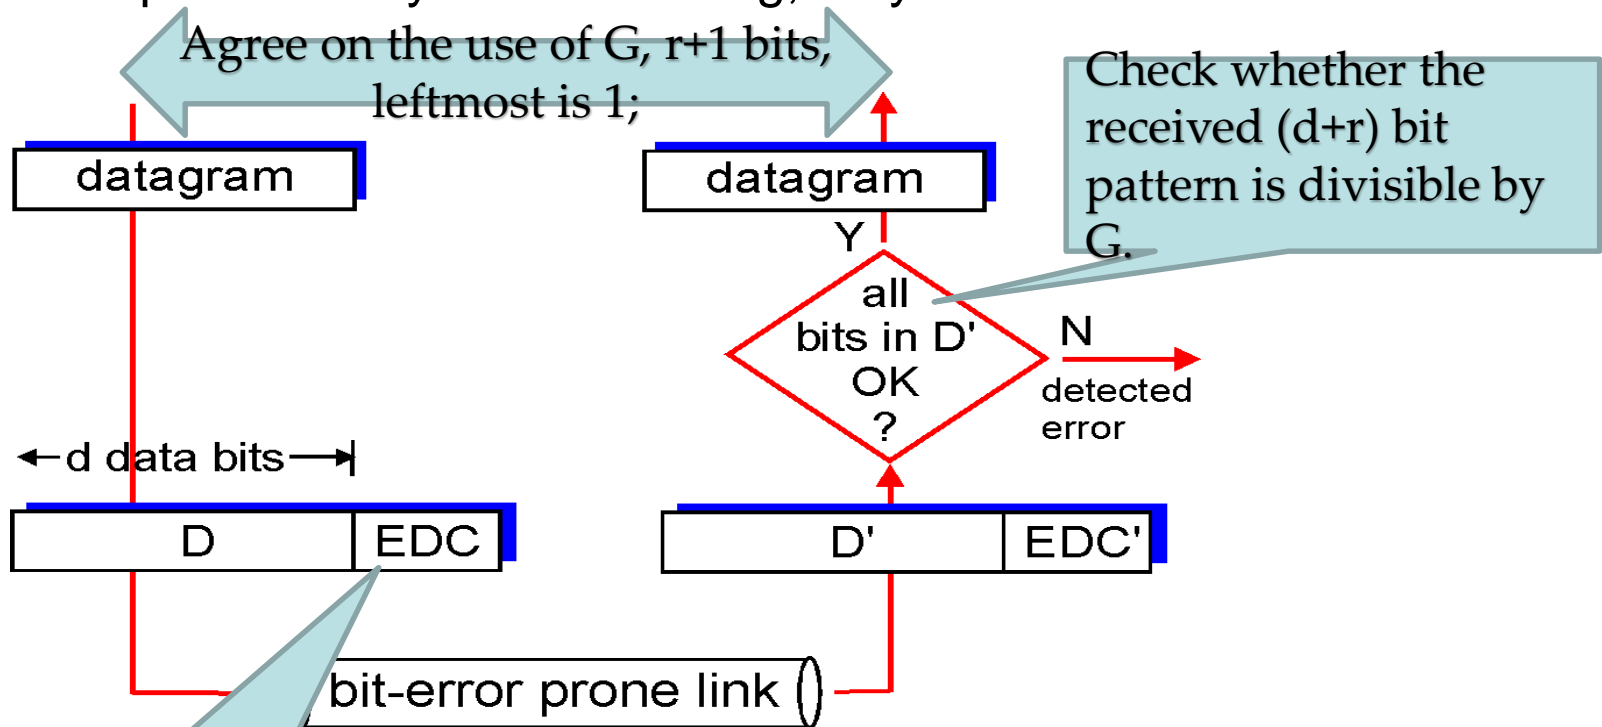 Agree on the use of G, r+1 bits,
leftmost is 1;
Check whether the
received (d+r) bit
pattern is divisible by
G.
datagram
datagram
Y
all
bits in D'
OK
?
N
detected
error
d data bits
D
EDC
D'
EDC'
bit-error prone link